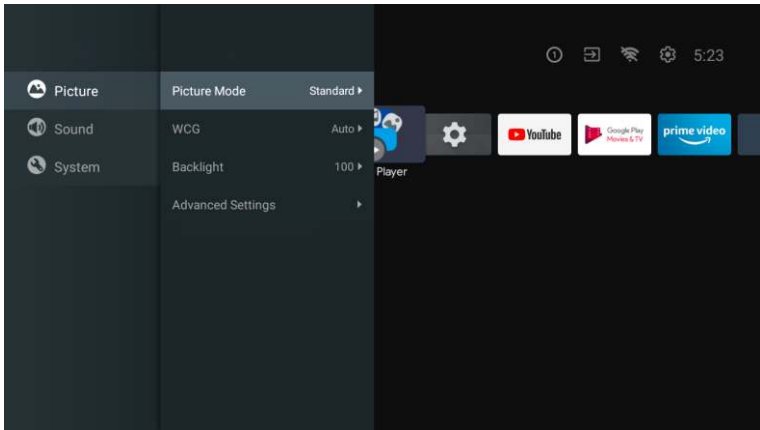 1
5:23
Picture
Picture Mode
Standard
Sound
WCG
Auto
YouTube
Google Play
Movies & TV
prime video
System
Backlight
100
Player
Advanced Settings